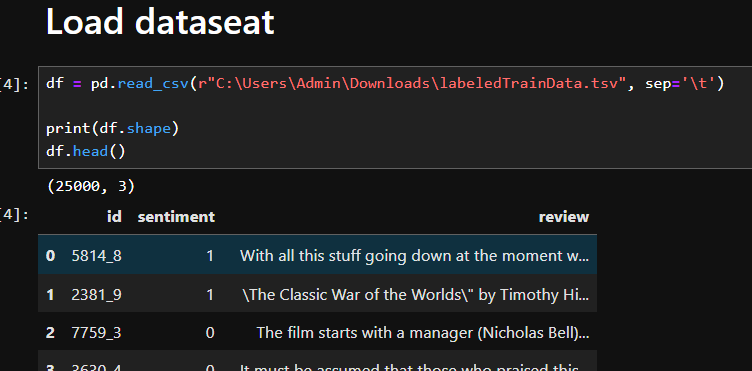 Load dataseat
[4]: df = pd.read_csv(r"C:\Users\Admin\Downloads\labeledTrainData.tsv", sep='\t')
print(df.shape)
df.head()
(25000, 3)
[4]: id sentiment review
0 5814_8 1 With all this stuff going down at the moment w...
1 2381_9 1 \The Classic War of the Worlds\" by Timothy Hi...
2 7759_3 0 The film starts with a manager (Nicholas Bell)...
3 3630_4 0 It must be assumed that those who praised this...